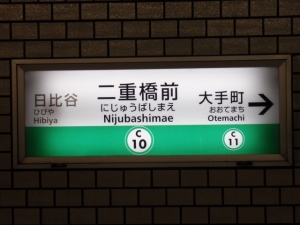 日比谷
ひびや
Hibiya
二重橋前
にじゅうばしまえ
Nijubashimae
C
10
大手町
おおてまち
Otemachi
C
11